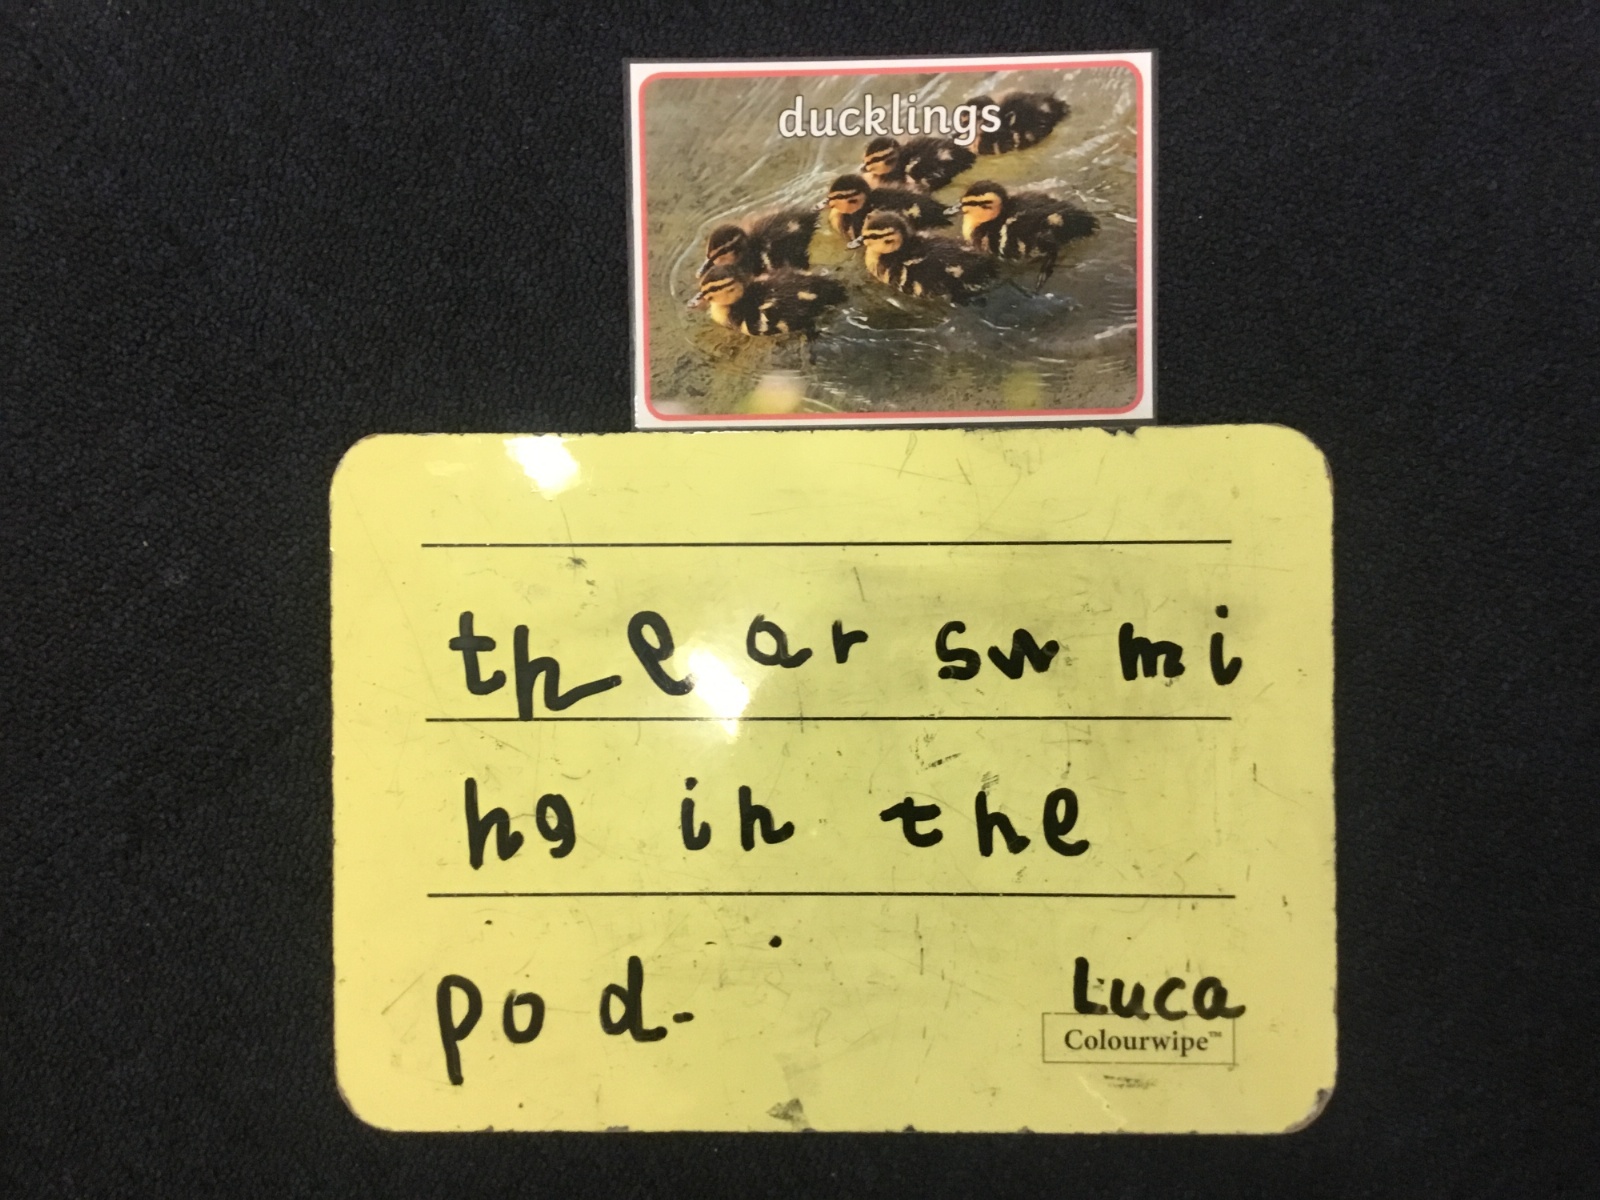 ducklings
the ar sw mi
ng in the
pod.
Luca
Colourwipe™